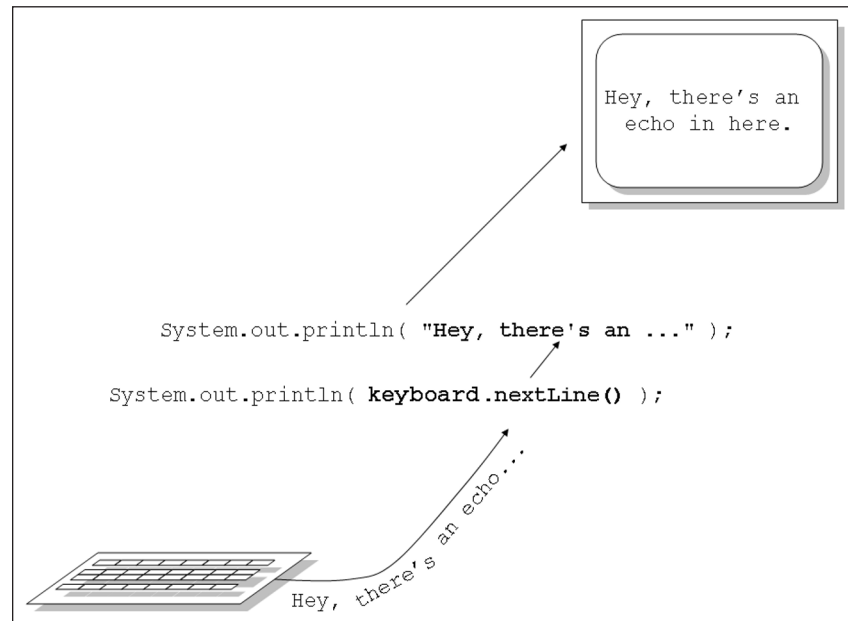 Hey, there's an
echo in here.
System.out.println( "Hey, there's an ..." );
System.out.println( keyboard.nextLine() );
Hey, there's an echo...